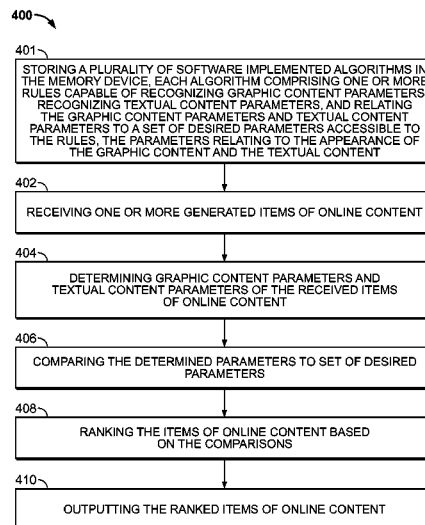 400
401
STORING A PLURALITY OF SOFTWARE IMPLEMENTED ALGORITHMS IN
THE MEMORY DEVICE, EACH ALGORITHM COMPRISING ONE OR MORE
RULES CAPABLE OF RECOGNIZING GRAPHIC CONTENT PARAMETERS,
RECOGNIZING TEXTUAL CONTENT PARAMETERS, AND RELATING
THE GRAPHIC CONTENT PARAMETERS AND TEXTUAL CONTENT
PARAMETERS TO A SET OF DESIRED PARAMETERS ACCESSIBLE TO
THE RULES, THE PARAMETERS RELATING TO THE APPEARANCE OF
THE GRAPHIC CONTENT AND THE TEXTUAL CONTENT
402
RECEIVING ONE OR MORE GENERATED ITEMS OF ONLINE CONTENT
404
DETERMINING GRAPHIC CONTENT PARAMETERS AND
TEXTUAL CONTENT PARAMETERS OF THE RECEIVED ITEMS
OF ONLINE CONTENT
406
COMPARING THE DETERMINED PARAMETERS TO SET OF DESIRED
PARAMETERS
408
RANKING THE ITEMS OF ONLINE CONTENT BASED
ON THE COMPARISONS
410
OUTPUTTING THE RANKED ITEMS OF ONLINE CONTENT